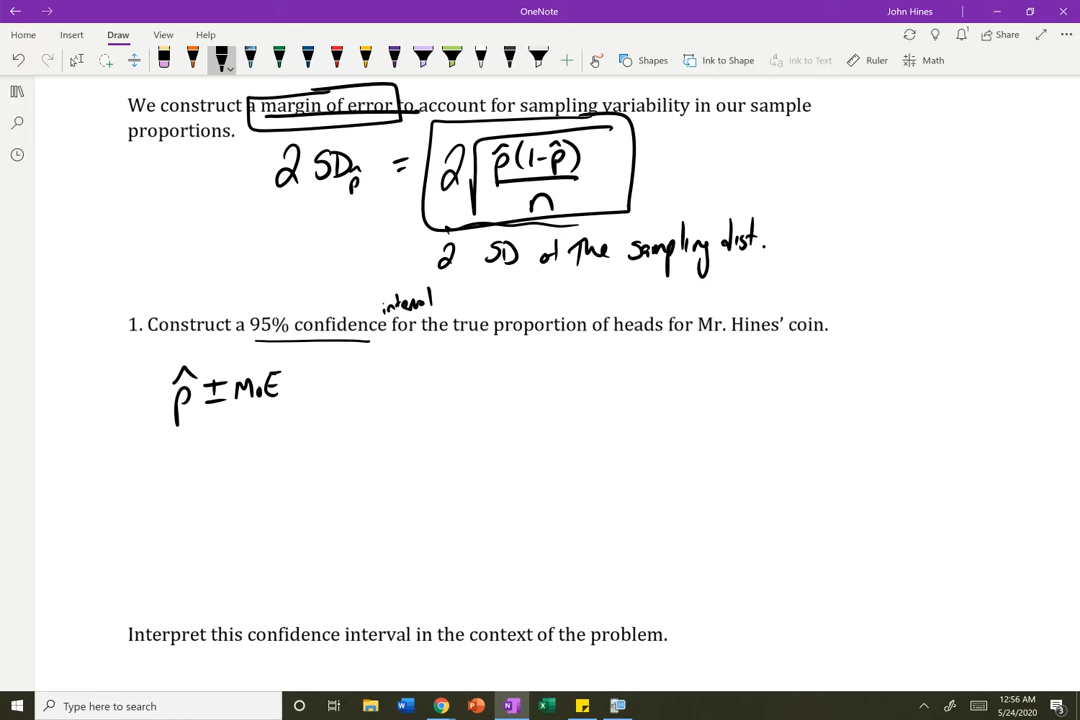 OneNote
John Hines
Home Insert Draw View Help
Share
Shapes Ink to Shape Ink to Text Ruler Math
We construct a margin of error to account for sampling variability in our sample
proportions.
2 SDp̂ = 2√(p̂(1-p̂)/n)
2 SD of the sampling dist.
interval
1. Construct a 95% confidence for the true proportion of heads for Mr. Hines’ coin.
p̂ ± MoE
Interpret this confidence interval in the context of the problem.
Type here to search
12:56 AM
5/24/2020
3